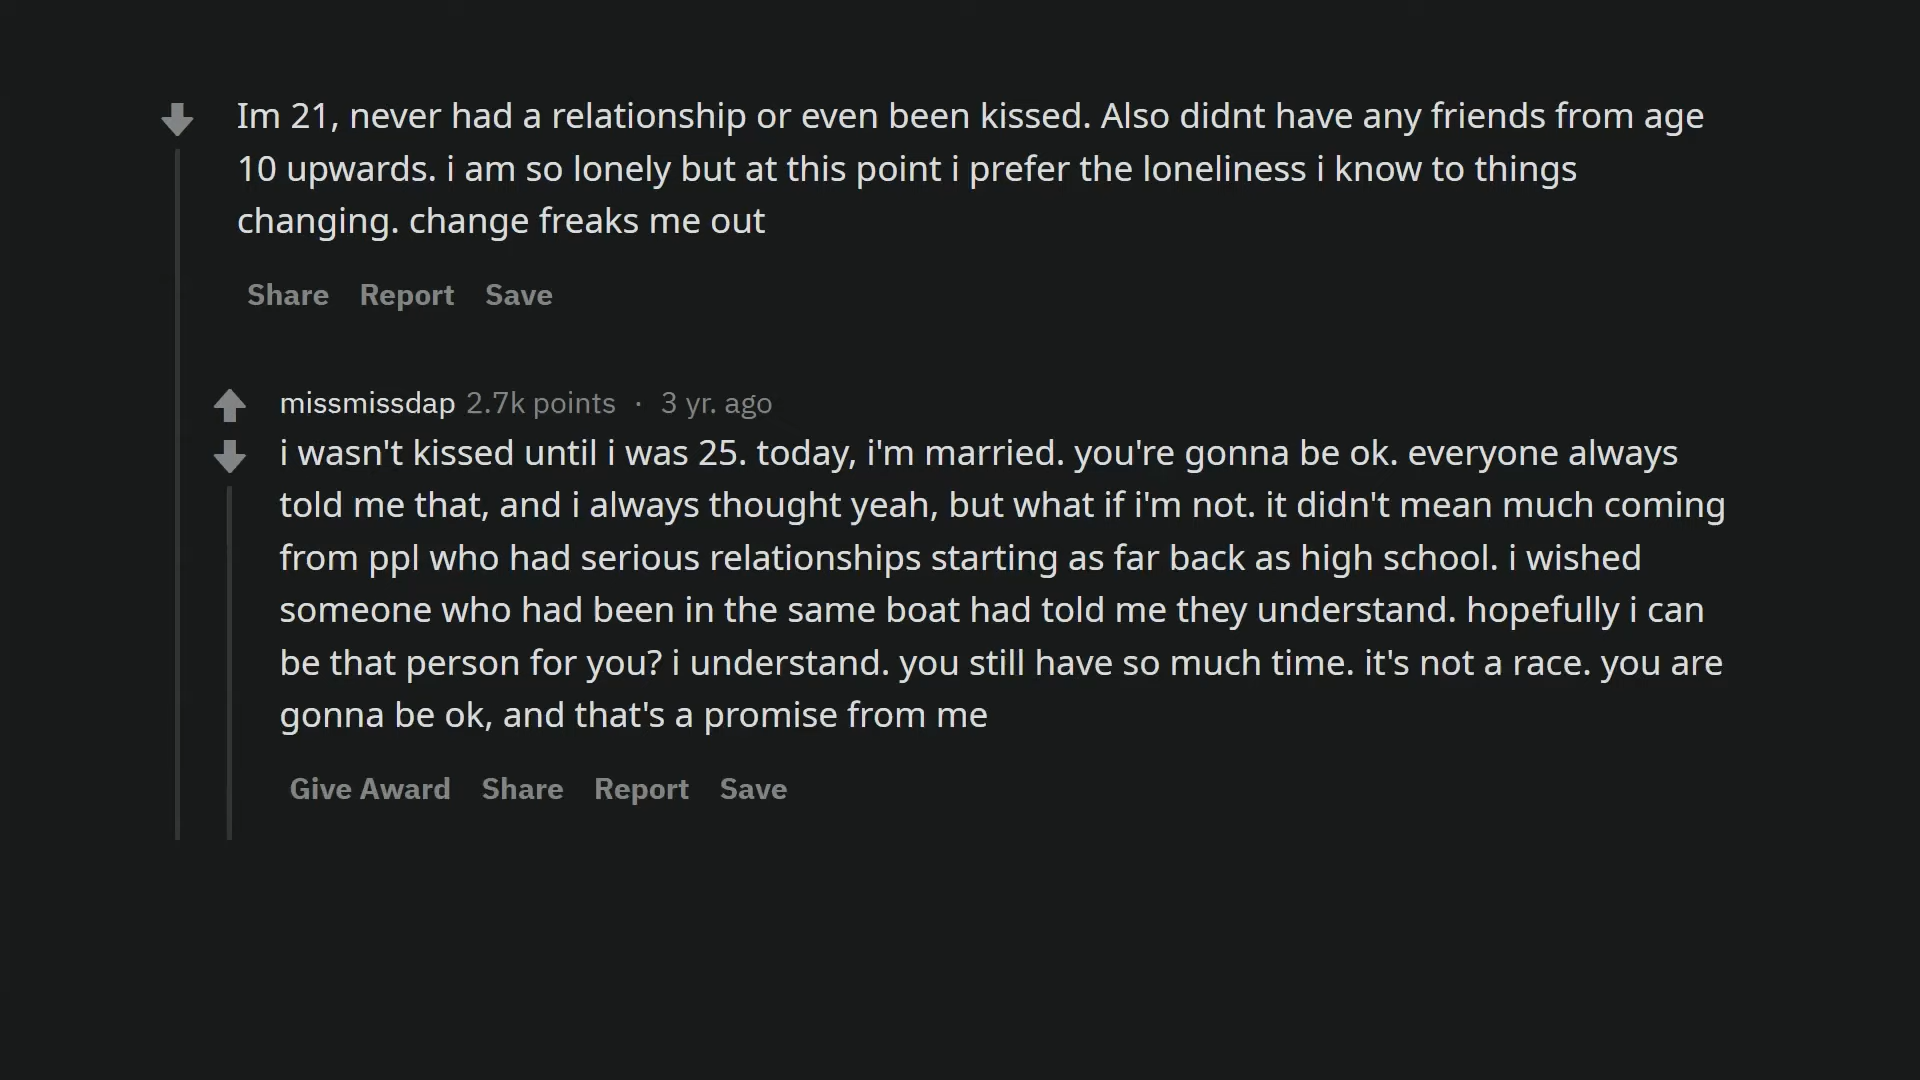 Im 21, never had a relationship or even been kissed. Also didnt have any friends from age
10 upwards. i am so lonely but at this point i prefer the loneliness i know to things
changing. change freaks me out
Share Report Save
missmissdap 2.7k points · 3 yr. ago
i wasn't kissed until i was 25. today, i'm married. you're gonna be ok. everyone always
told me that, and i always thought yeah, but what if i'm not. it didn't mean much coming
from ppl who had serious relationships starting as far back as high school. i wished
someone who had been in the same boat had told me they understand. hopefully i can
be that person for you? i understand. you still have so much time. it's not a race. you are
gonna be ok, and that's a promise from me
Give Award Share Report Save